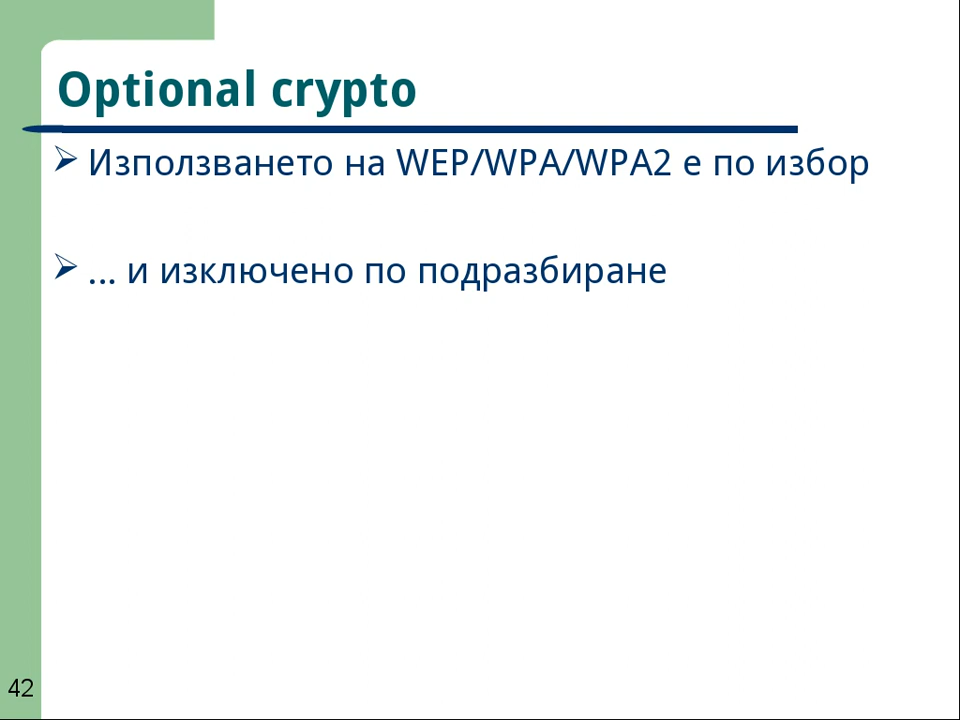 Optional crypto
Използването на WEP/WPA/WPA2 е по избор
... и изключено по подразбиране
42